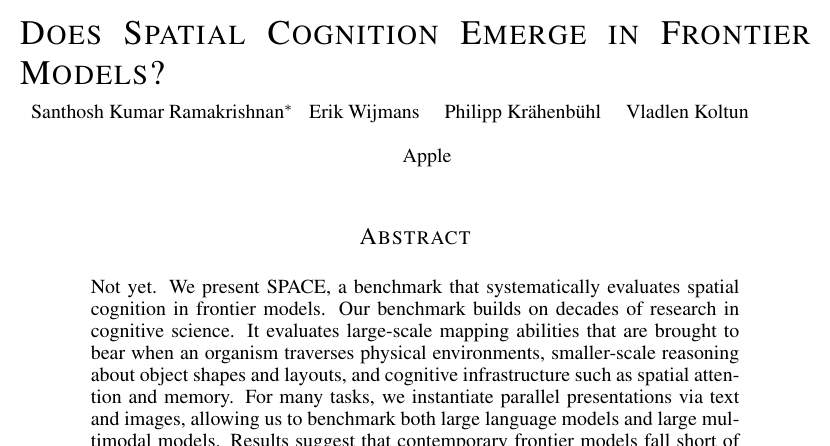 DOES SPATIAL COGNITION EMERGE IN FRONTIER
MODELS?
Santhosh Kumar Ramakrishnan* Erik Wijmans Philipp Krähenbühl Vladlen Koltun
Apple
ABSTRACT
Not yet. We present SPACE, a benchmark that systematically evaluates spatial
cognition in frontier models. Our benchmark builds on decades of research in
cognitive science. It evaluates large-scale mapping abilities that are brought to
bear when an organism traverses physical environments, smaller-scale reasoning
about object shapes and layouts, and cognitive infrastructure such as spatial atten-
tion and memory. For many tasks, we instantiate parallel presentations via text
and images, allowing us to benchmark both large language models and large mul-
timodal models. Results suggest that contemporary frontier models fall short of